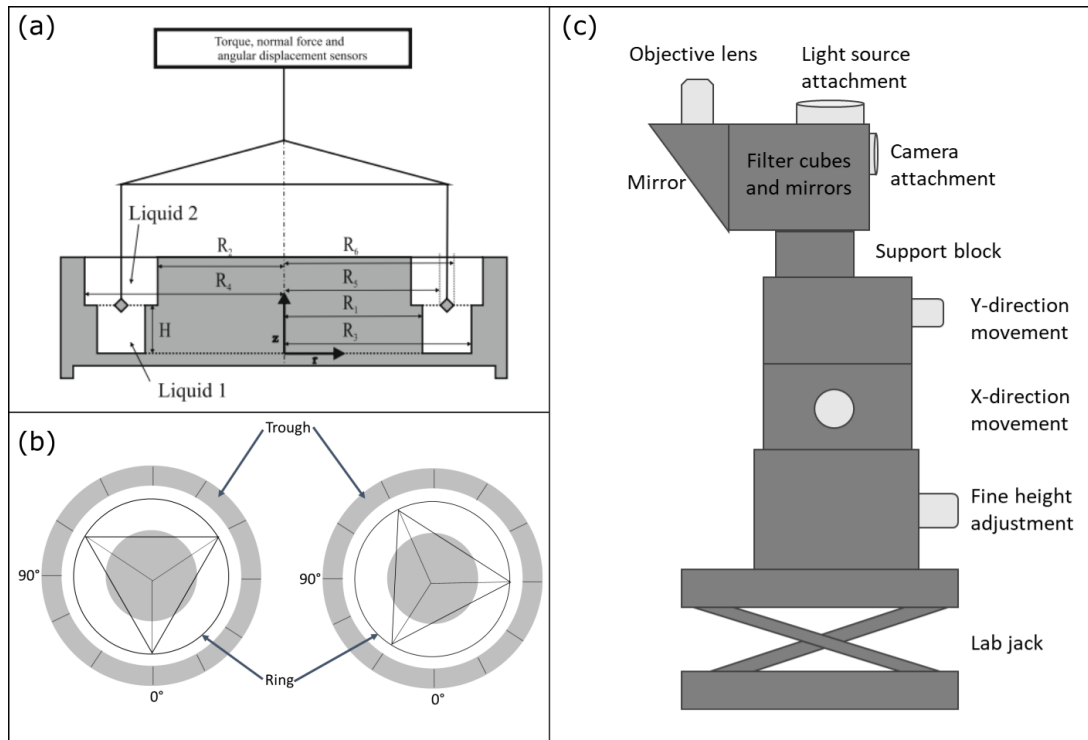 (a)
Torque, normal force and
angular displacement sensors
Liquid 2
R₂
R₆
R₄
R₅
R₁
H
R₃
z
r
Liquid 1
(b)
Trough
90°
90°
Ring
0°
0°
(c)
Objective lens
Light source
attachment
Mirror
Filter cubes
and mirrors
Camera
attachment
Support block
Y-direction
movement
X-direction
movement
Fine height
adjustment
Lab jack